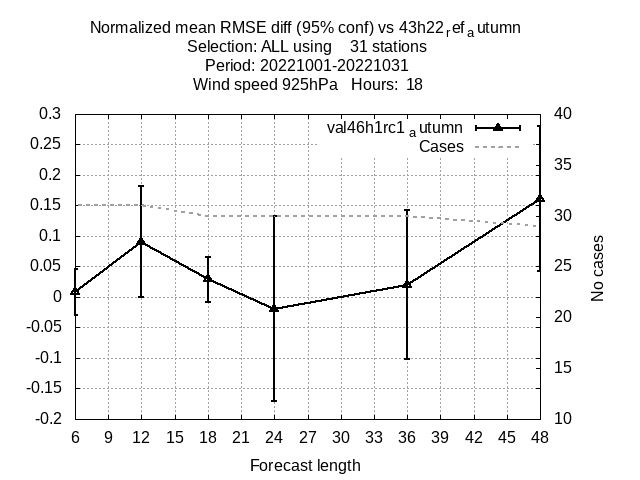 Normalized mean RMSE diff (95% conf) vs 43h22refautumn
Selection: ALL using 31 stations
Period: 20221001-20221031
Wind speed 925hPa Hours: 18
val46h1rc1autumn
Cases
0.3
0.25
0.2
0.15
0.1
0.05
0
-0.05
-0.1
-0.15
-0.2
40
35
30
25
20
15
10
No cases
6 9 12 15 18 21 24 27 30 33 36 39 42 45 48
Forecast length